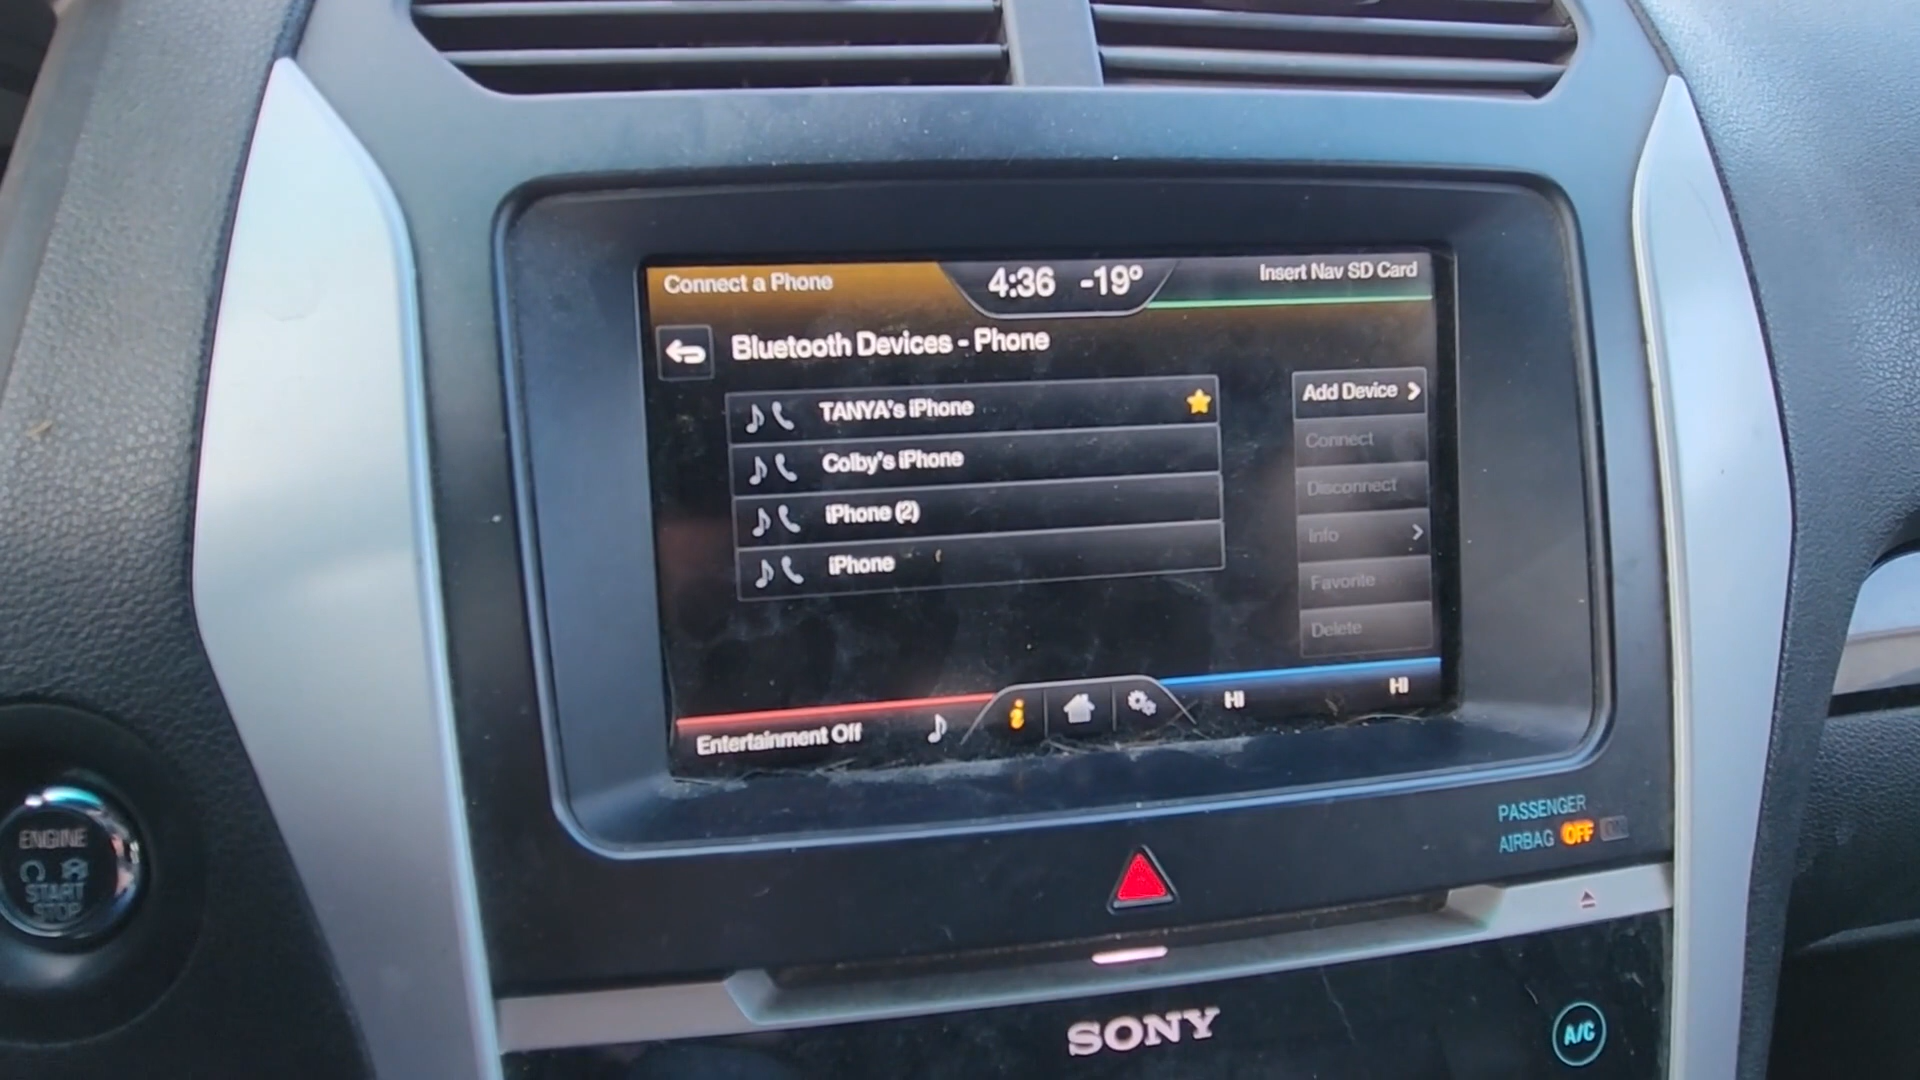 Connect a Phone
4:36 -19°
Insert Nav SD Card
Bluetooth Devices - Phone
TANYA's iPhone
Colby's iPhone
iPhone (2)
iPhone
Add Device
Connect
Disconnect
Info
Favorite
Delete
Entertainment Off
HI
HI
ENGINE
START
STOP
PASSENGER
AIRBAG OFF ON
SONY
A/C